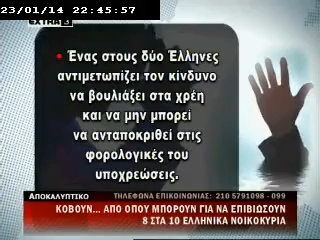 23/01/14 22:45:57
EXTRA 3
• Ένας στους δύο Έλληνες
αντιμετωπίζει τον κίνδυνο
να βουλιάξει στα χρέη
και να μην μπορεί
να ανταποκριθεί στις
φορολογικές του
υποχρεώσεις.
ΑΠΟΚΑΛΥΠΤΙΚΟ
ΤΗΛΕΦΩΝΑ ΕΠΙΚΟΙΝΩΝΙΑΣ: 210 5791098 - 099
ΚΟΒΟΥΝ... ΑΠΟ ΟΠΟΥ ΜΠΟΡΟΥΝ ΓΙΑ ΝΑ ΕΠΙΒΙΩΣΟΥΝ
8 ΣΤΑ 10 ΕΛΛΗΝΙΚΑ ΝΟΙΚΟΚΥΡΙΑ